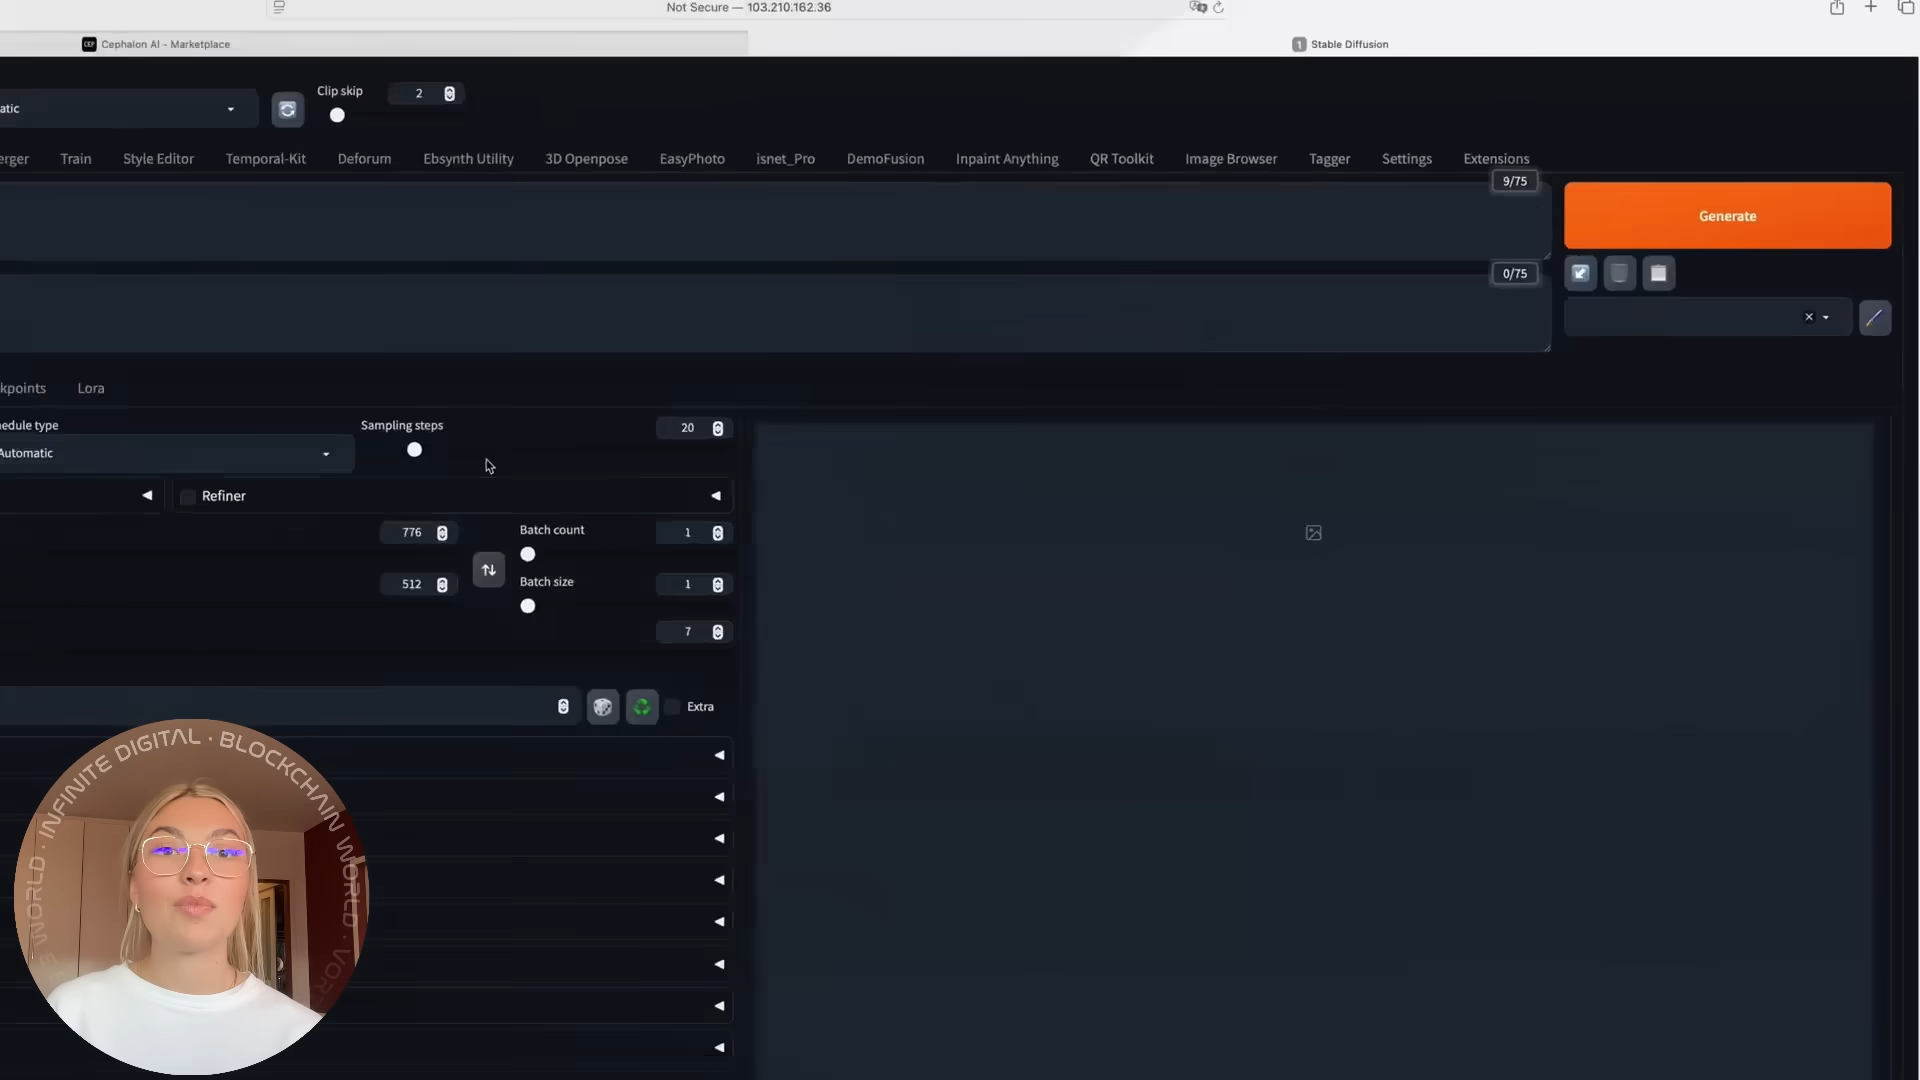 Not Secure — 103.210.162.36
CEP Cephalon AI - Marketplace
1 Stable Diffusion
Clip skip
2
atic
erger Train Style Editor Temporal-Kit Deforum Ebsynth Utility 3D Openpose EasyPhoto isnet_Pro DemoFusion Inpaint Anything QR Toolkit Image Browser Tagger Settings Extensions
9/75
Generate
0/75
kpoints Lora
edule type
Sampling steps
20
Automatic
Refiner
776
Batch count
1
512
Batch size
1
7
Extra
WORLD · INFINITE DIGITAL · BLOCKCHAIN WORLD ·